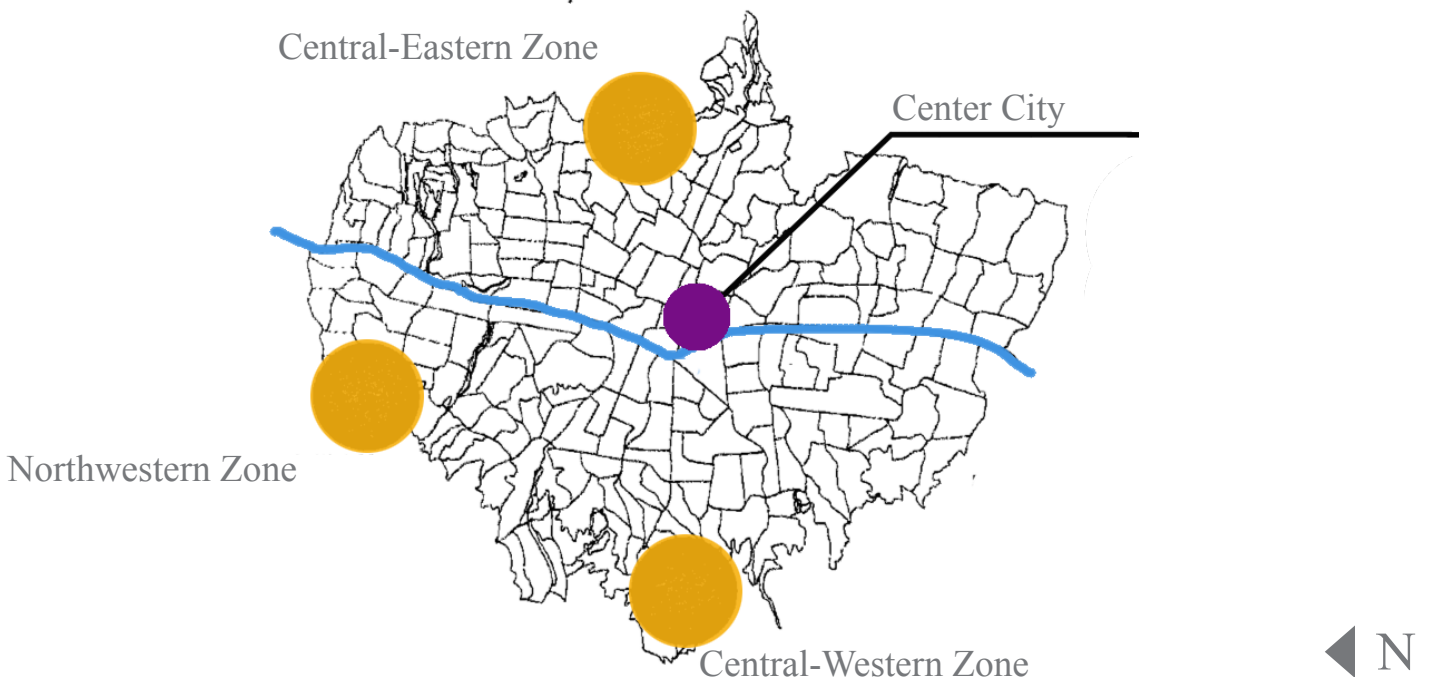 Central-Eastern Zone
Center City
Northwestern Zone
Central-Western Zone
N